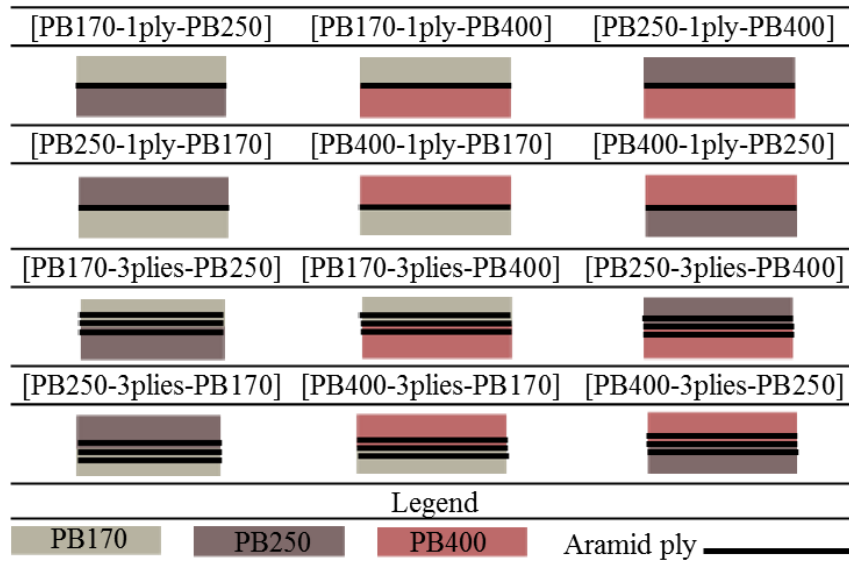 [PB170-1ply-PB250] [PB170-1ply-PB400] [PB250-1ply-PB400]
[PB250-1ply-PB170] [PB400-1ply-PB170] [PB400-1ply-PB250]
[PB170-3plies-PB250] [PB170-3plies-PB400] [PB250-3plies-PB400]
[PB250-3plies-PB170] [PB400-3plies-PB170] [PB400-3plies-PB250]
Legend
PB170 PB250 PB400 Aramid ply